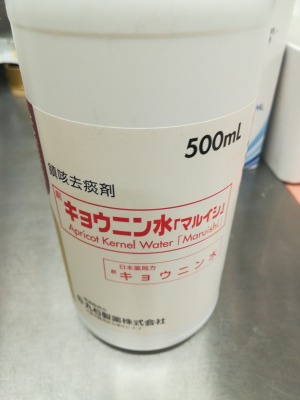 500mL
鎮咳去痰剤
劇 キョウニン水「マルイシ」
Apricot Kernel Water「Maruishi」
日本薬局方
劇 キョウニン水
丸石製薬株式会社